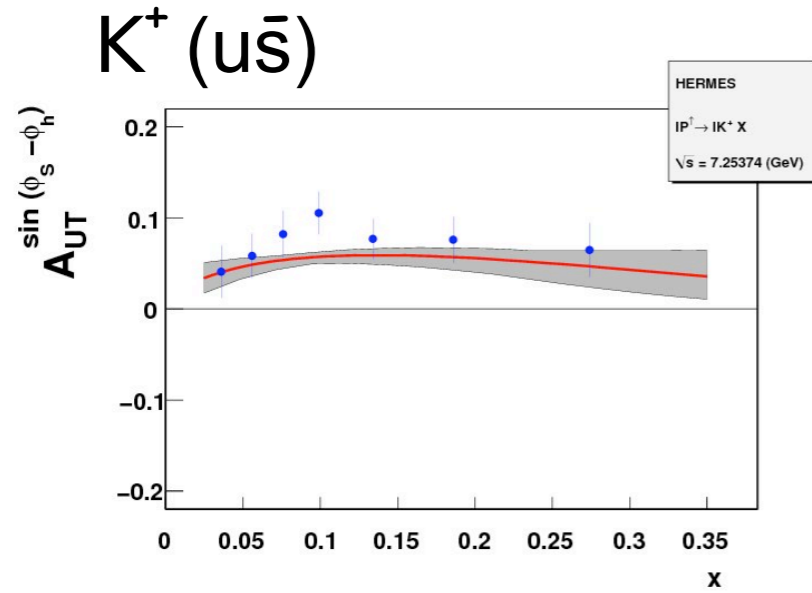 K⁺ (us̄)
HERMES
lP↑→ lK⁺ X
√s = 7.25374 (GeV)
A_UT^sin (ϕ_S −ϕ_h)
0.2
0.1
0
−0.1
−0.2
0 0.05 0.1 0.15 0.2 0.25 0.3 0.35
x